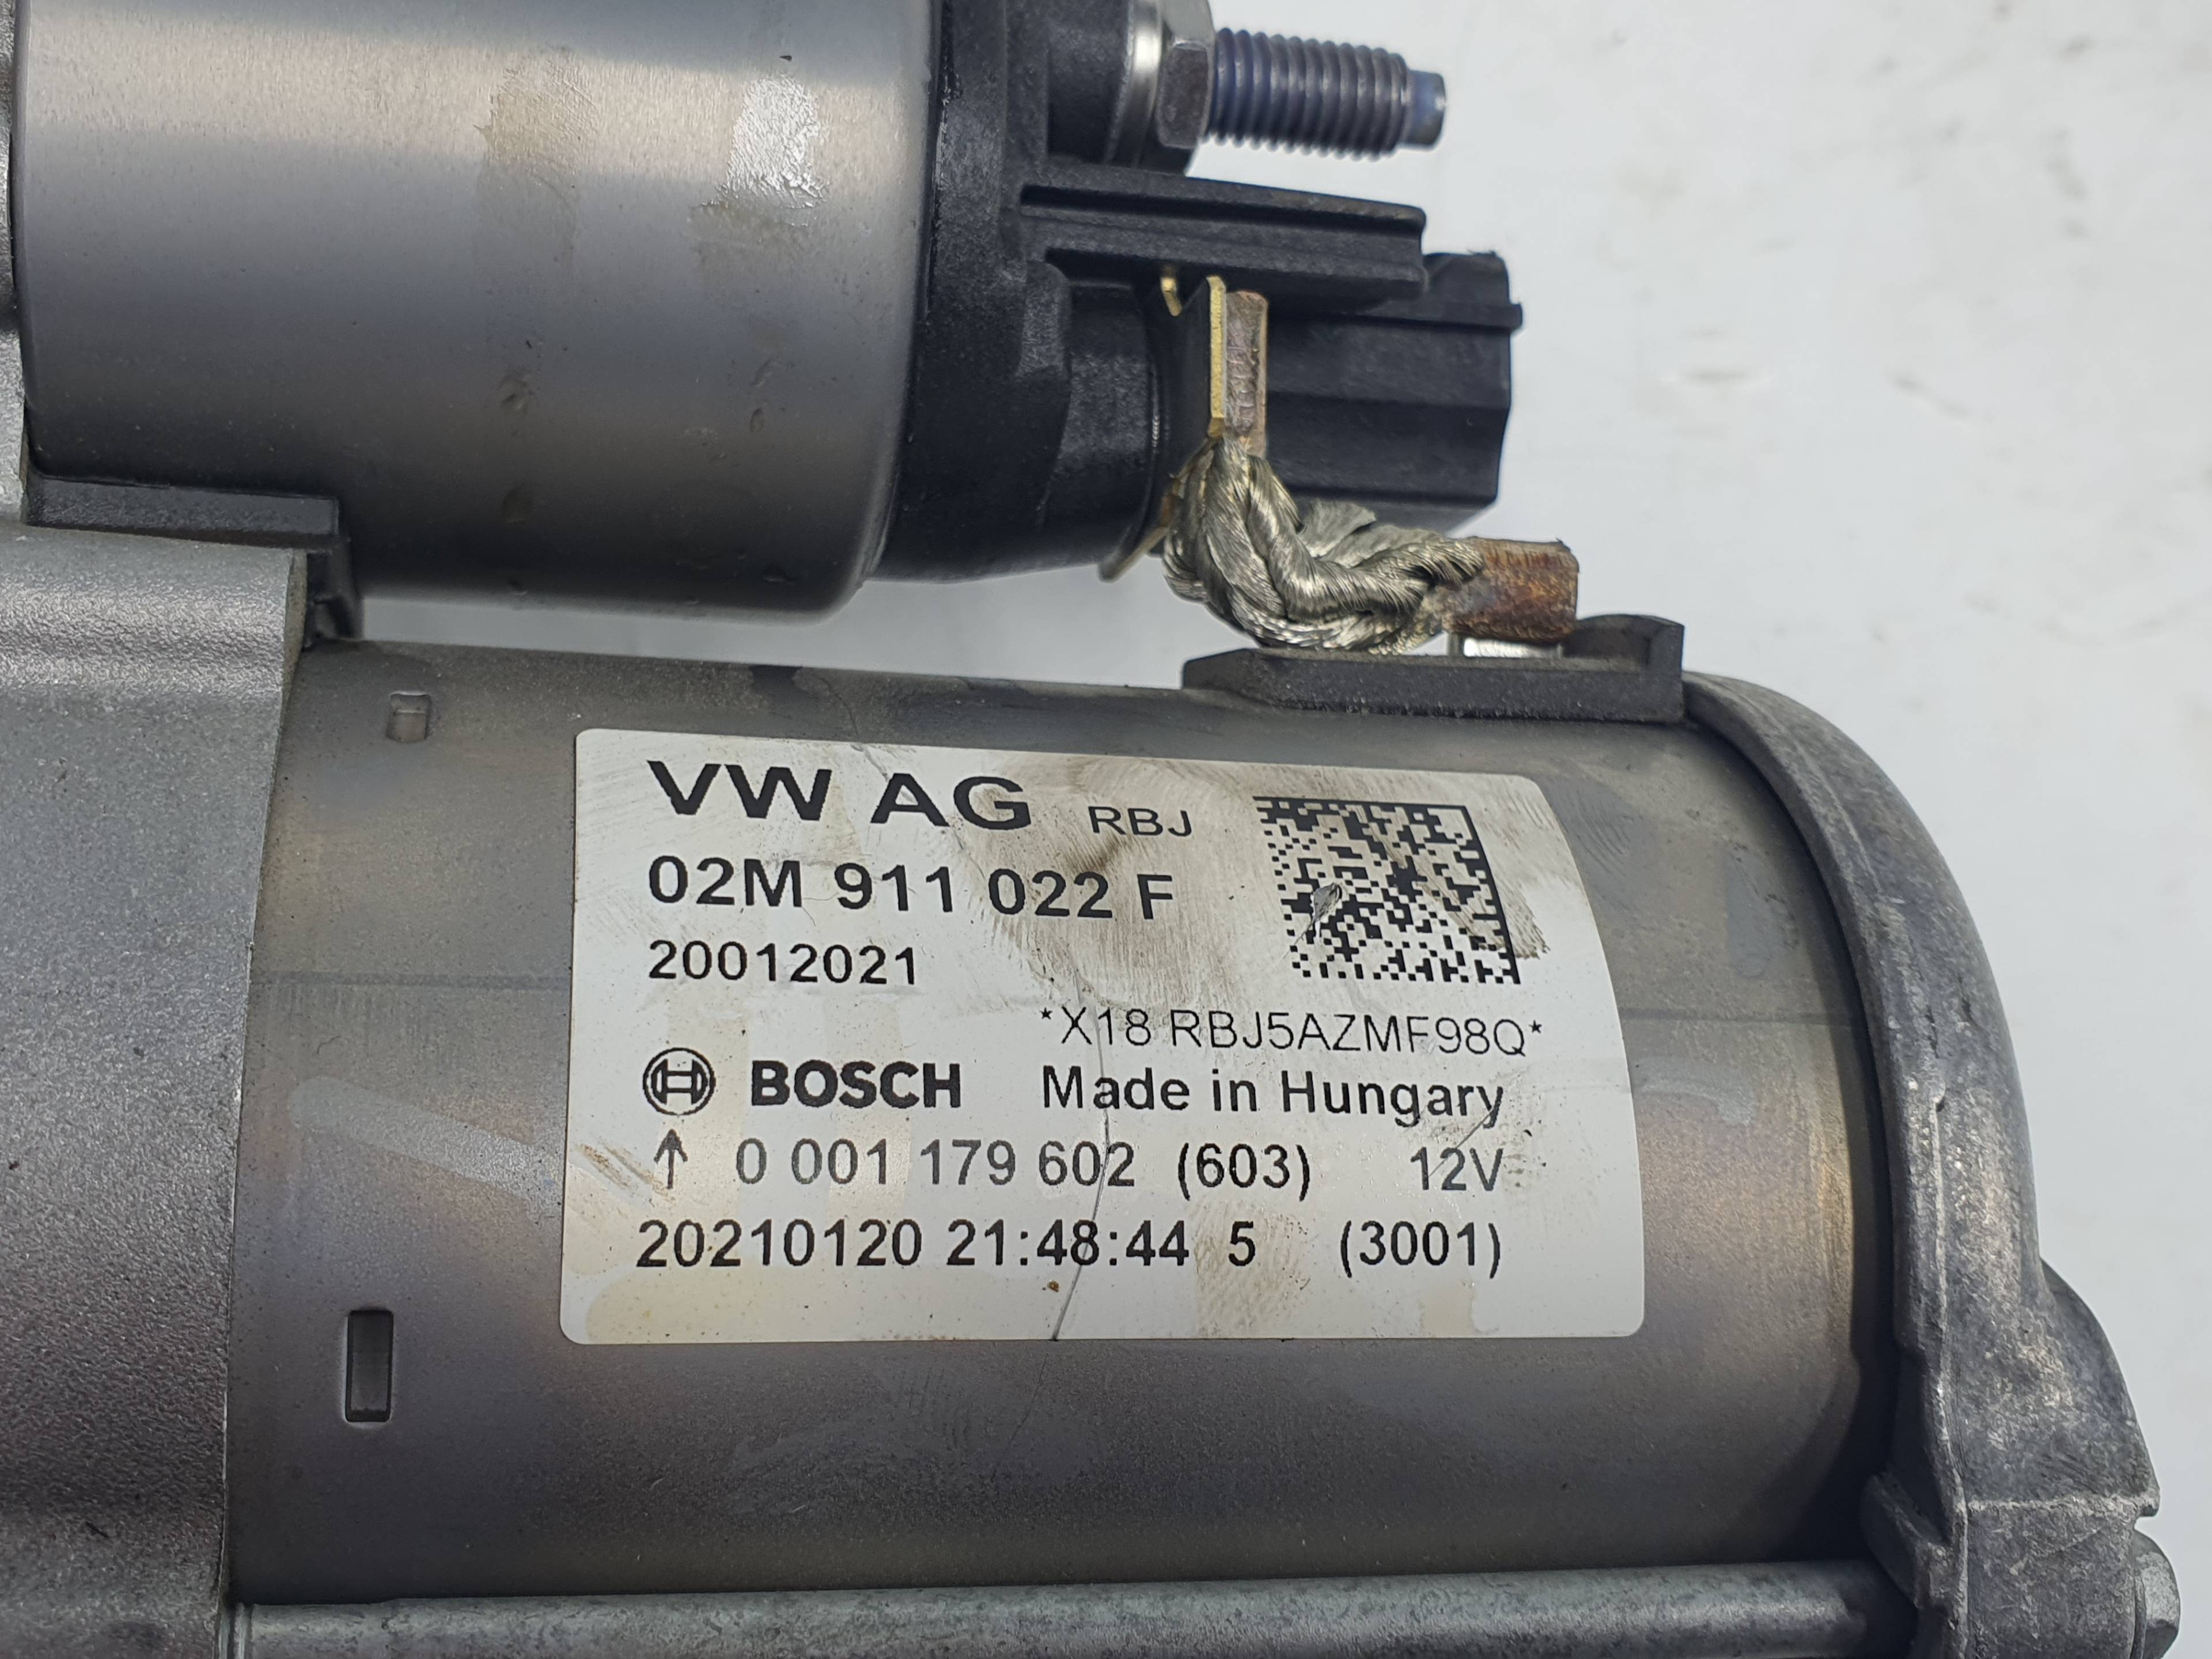 VW AG RBJ
02M 911 022 F
20012021
*X18 RBJ5AZMF98Q*
BOSCH Made in Hungary
↑ 0 001 179 602 (603) 12V
20210120 21:48:44 5 (3001)